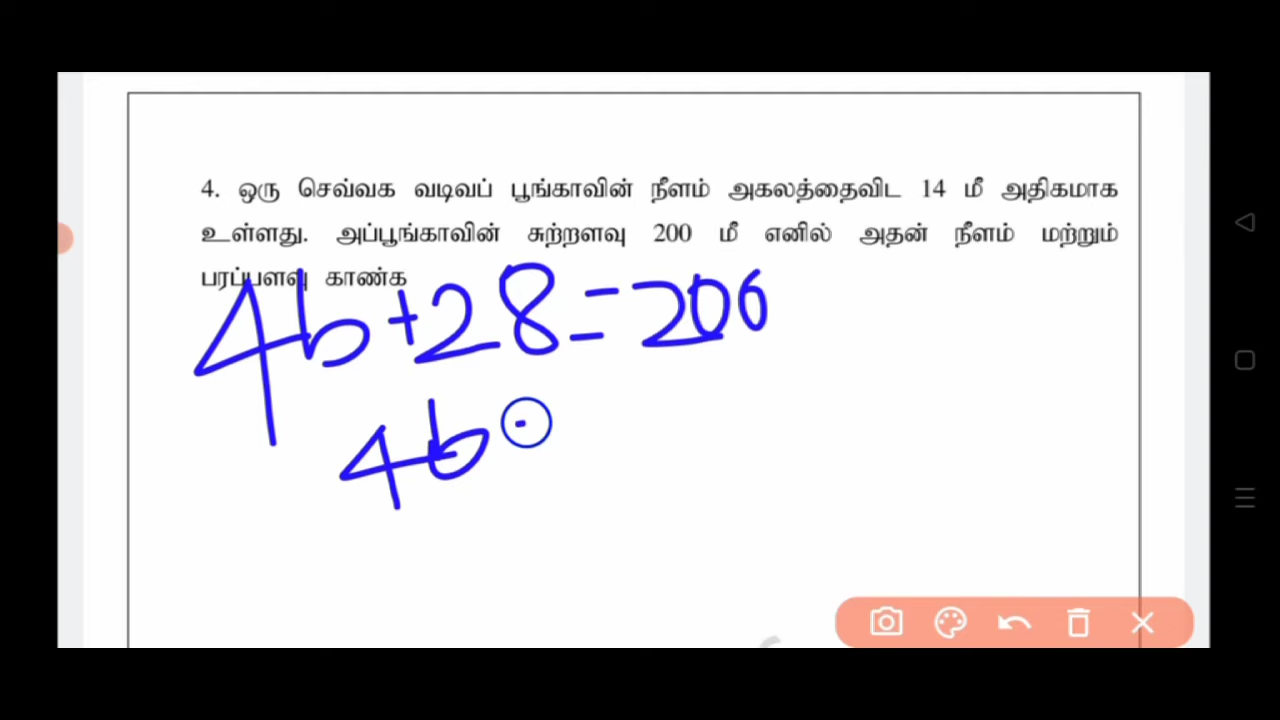 4. ஒரு செவ்வக வடிவப் பூங்காவின் நீளம் அகலத்தைவிட 14 மீ அதிகமாக
உள்ளது. அப்பூங்காவின் சுற்றளவு 200 மீ எனில் அதன் நீளம் மற்றும்
பரப்பளவு காண்க
4b+28=200
4b